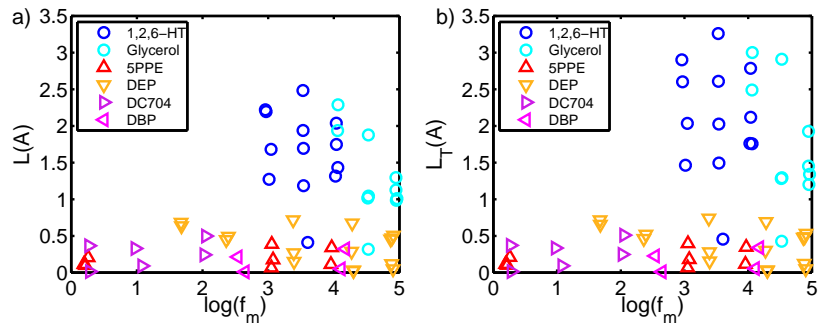 a)
L(A)
3.5
3
2.5
2
1.5
1
0.5
0
1,2,6−HT
Glycerol
5PPE
DEP
DC704
DBP
0 1 2 3 4 5
log(f_m)
b)
L_T(A)
3.5
3
2.5
2
1.5
1
0.5
0
1,2,6−HT
Glycerol
5PPE
DEP
DC704
DBP
0 1 2 3 4 5
log(f_m)